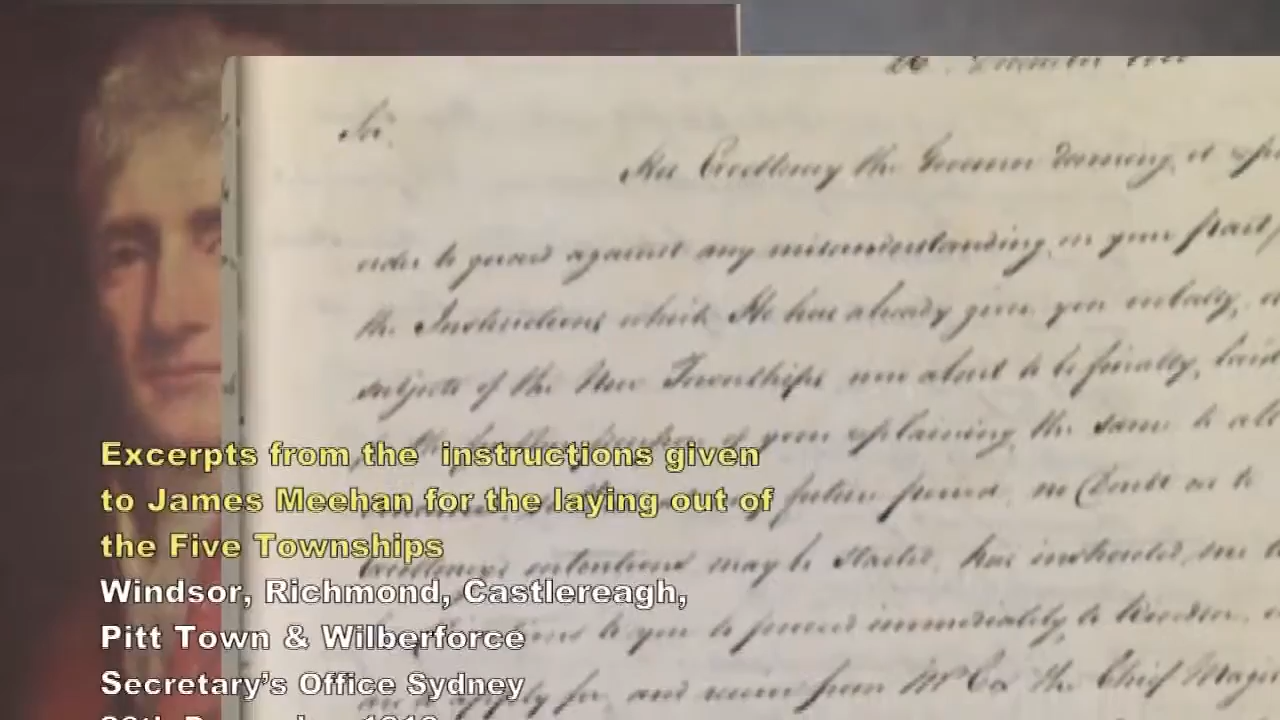 Sir,
His Excellency the Governor deeming it
order to guard against any misunderstanding on your part
the Instructions which He has already given you verbally,
subjects of the New Townships now about to be finally laid
your explaining the same to all
future period, no Doubt as to
intentions may be started, has instructed me
to you to proceed immediately to Windsor,
apply for, and receive from Mr Cox the Chief
Excerpts from the instructions given
to James Meehan for the laying out of
the Five Townships
Windsor, Richmond, Castlereagh,
Pitt Town & Wilberforce
Secretary's Office Sydney